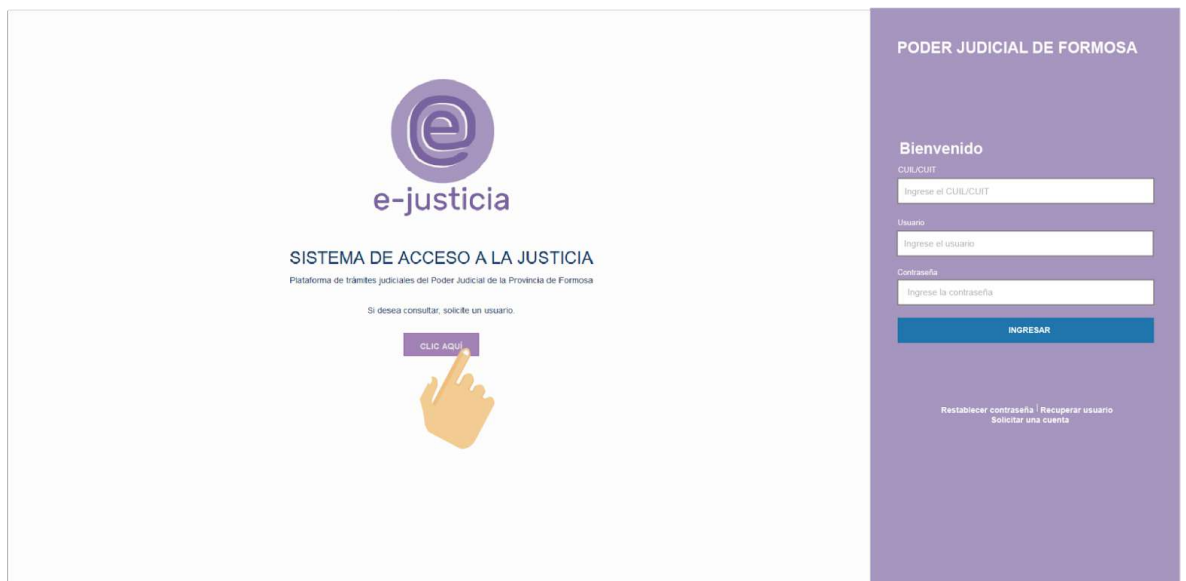 e-justicia
SISTEMA DE ACCESO A LA JUSTICIA
Plataforma de trámites judiciales del Poder Judicial de la Provincia de Formosa
Si desea consultar, solicite un usuario.
CLIC AQUÍ
PODER JUDICIAL DE FORMOSA
Bienvenido
CUIL/CUIT
Ingrese el CUIL/CUIT
Usuario
Ingrese el usuario
Contraseña
Ingrese la contraseña
INGRESAR
Restablecer contraseña | Recuperar usuario
Solicitar una cuenta